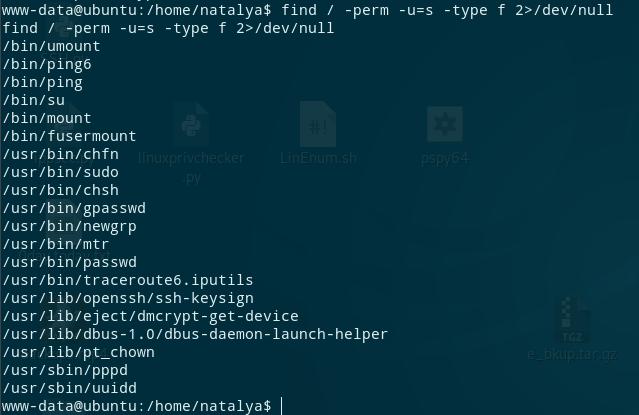 www-data@ubuntu:/home/natalya$ find / -perm -u=s -type f 2>/dev/null
find / -perm -u=s -type f 2>/dev/null
/bin/umount
/bin/ping6
/bin/ping
/bin/su
/bin/mount
/bin/fusermount
/usr/bin/chfn
/usr/bin/sudo
/usr/bin/chsh
/usr/bin/gpasswd
/usr/bin/newgrp
/usr/bin/mtr
/usr/bin/passwd
/usr/bin/traceroute6.iputils
/usr/lib/openssh/ssh-keysign
/usr/lib/eject/dmcrypt-get-device
/usr/lib/dbus-1.0/dbus-daemon-launch-helper
/usr/lib/pt_chown
/usr/sbin/pppd
/usr/sbin/uuidd
www-data@ubuntu:/home/natalya$
linuxprivchecker
.py
#!
LinEnum.sh
pspy64
TGZ
e_bkup.tar.gz